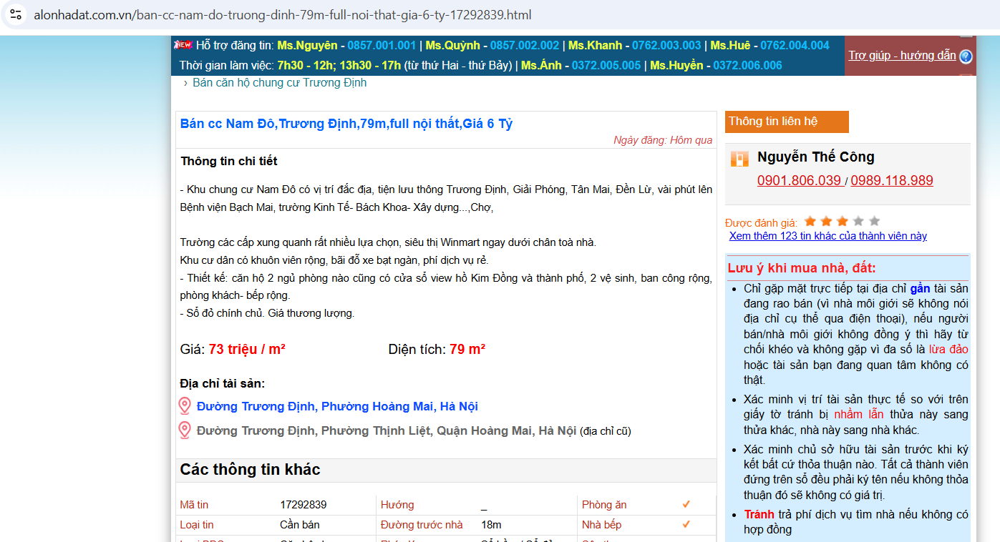 alonhadat.com.vn/ban-cc-nam-do-truong-dinh-79m-full-noi-that-gia-6-ty-17292839.html
NEW Hỗ trợ đăng tin: Ms.Nguyên - 0857.001.001 | Ms.Quỳnh - 0857.002.002 | Ms.Khanh - 0762.003.003 | Ms.Huê - 0762.004.004
Thời gian làm việc: 7h30 - 12h; 13h30 - 17h (từ thứ Hai - thứ Bảy) | Ms.Ánh - 0372.005.005 | Ms.Huyền - 0372.006.006
Trợ giúp - hướng dẫn ?
› Bán căn hộ chung cư Trương Định
Bán cc Nam Đô,Trương Định,79m,full nội thất,Giá 6 Tỷ
Ngày đăng: Hôm qua
Thông tin chi tiết
- Khu chung cư Nam Đô có vị trí đắc địa, tiện lưu thông Trương Định, Giải Phóng, Tân Mai, Đền Lừ, vài phút lên
Bệnh viện Bạch Mai, trường Kinh Tế- Bách Khoa- Xây dựng...,Chợ,
Trường các cấp xung quanh rất nhiều lựa chọn, siêu thị Winmart ngay dưới chân toà nhà.
Khu cư dân có khuôn viên rộng, bãi đỗ xe bạt ngàn, phí dịch vụ rẻ.
- Thiết kế: căn hộ 2 ngủ phòng nào cũng có cửa sổ view hồ Kim Đồng và thành phố, 2 vệ sinh, ban công rộng,
phòng khách- bếp rộng.
- Sổ đỏ chính chủ. Giá thương lượng.
Giá: 73 triệu / m² Diện tích: 79 m²
Địa chỉ tài sản:
Đường Trương Định, Phường Hoàng Mai, Hà Nội
Đường Trương Định, Phường Thịnh Liệt, Quận Hoàng Mai, Hà Nội (địa chỉ cũ)
Các thông tin khác
Mã tin 17292839 Hướng _ Phòng ăn
Loại tin Cần bán Đường trước nhà 18m Nhà bếp
Thông tin liên hệ
Nguyễn Thế Công
0901.806.039 / 0989.118.989
Được đánh giá:
Xem thêm 123 tin khác của thành viên này
Lưu ý khi mua nhà, đất:
• Chỉ gặp mặt trực tiếp tại địa chỉ gần tài sản
đang rao bán (vì nhà môi giới sẽ không nói
địa chỉ cụ thể qua điện thoại), nếu người
bán/nhà môi giới không đồng ý thì hãy từ
chối khéo và không gặp vì đa số là lừa đảo
hoặc tài sản bạn đang quan tâm không có
thật.
• Xác minh vị trí tài sản thực tế so với trên
giấy tờ tránh bị nhầm lẫn thửa này sang
thửa khác, nhà này sang nhà khác.
• Xác minh chủ sở hữu tài sản trước khi ký
kết bất cứ thỏa thuận nào. Tất cả thành viên
đứng trên sổ đều phải ký tên nếu không thỏa
thuận đó sẽ không có giá trị.
• Tránh trả phí dịch vụ tìm nhà nếu không có
hợp đồng